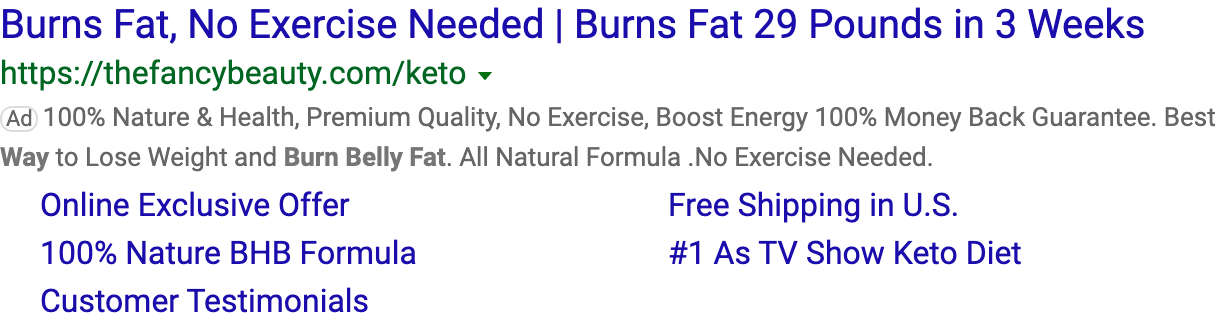 Burns Fat, No Exercise Needed | Burns Fat 29 Pounds in 3 Weeks
https://thefancybeauty.com/keto
Ad 100% Nature & Health, Premium Quality, No Exercise, Boost Energy 100% Money Back Guarantee. Best
Way to Lose Weight and Burn Belly Fat. All Natural Formula .No Exercise Needed.
Online Exclusive Offer
Free Shipping in U.S.
100% Nature BHB Formula
#1 As TV Show Keto Diet
Customer Testimonials